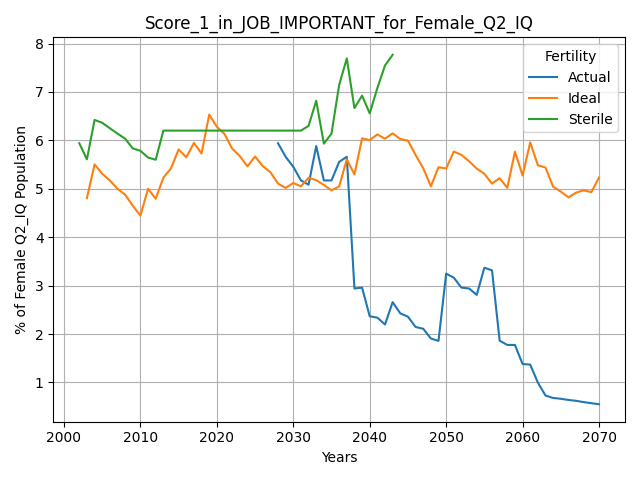 Score_1_in_JOB_IMPORTANT_for_Female_Q2_IQ
Fertility
Actual
Ideal
Sterile
% of Female Q2_IQ Population
8
7
6
5
4
3
2
1
2000 2010 2020 2030 2040 2050 2060 2070
Years